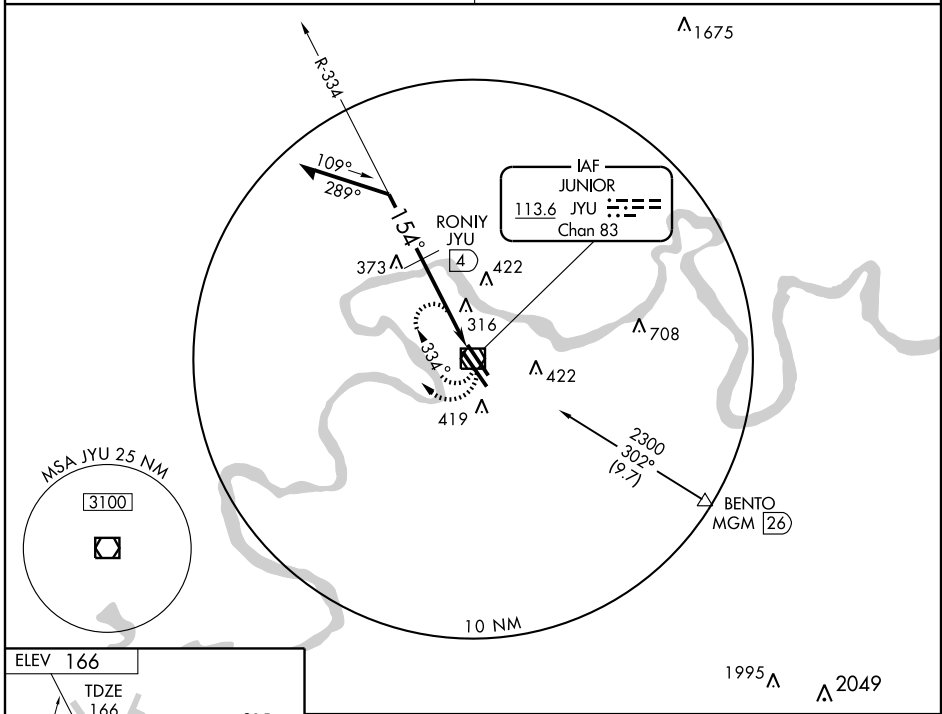 1675
R-334
IAF
JUNIOR
113.6 JYU
Chan 83
109°
289°
154°
RONIY
JYU
4
373
422
316
708
334°
422
419
2300
302°
(9.7)
BENTO
MGM 26
MSA JYU 25 NM
3100
10 NM
ELEV 166
TDZE
166
1995
2049